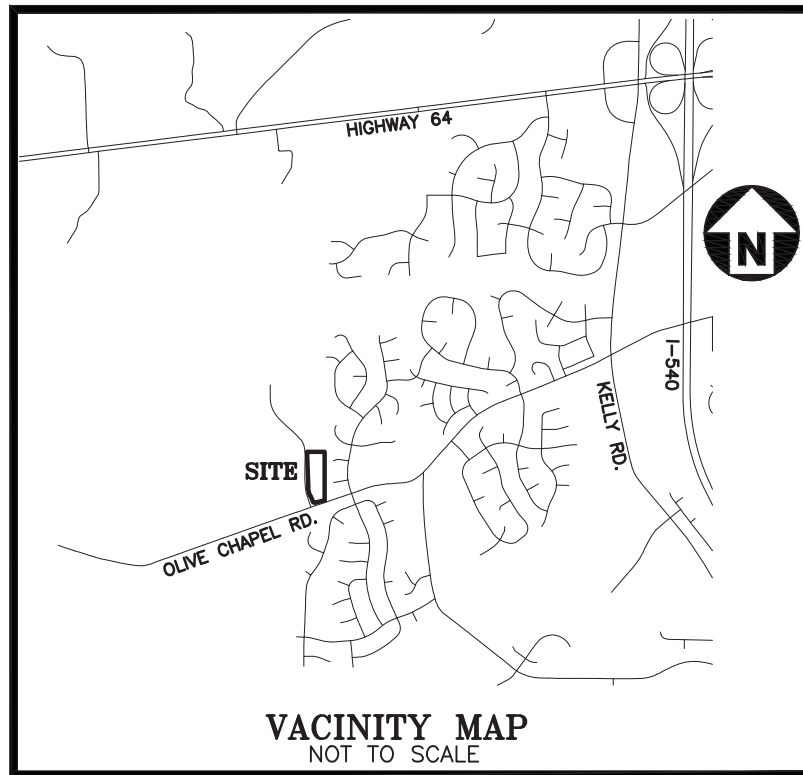 HIGHWAY 64
N
I-540
KELLY RD.
SITE
OLIVE CHAPEL RD.
VACINITY MAP
NOT TO SCALE